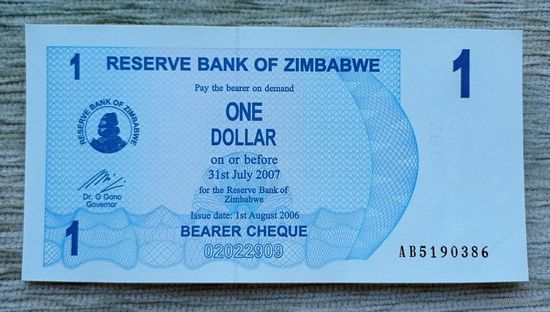 1
RESERVE BANK OF ZIMBABWE
1
Pay the bearer on demand
RESERVE BANK OF ZIMBABWE
ONE
DOLLAR
on or before
31st July 2007
for the Reserve Bank of
Zimbabwe
Dr. G Gono
Governor
Issue date: 1st August 2006
1
BEARER CHEQUE
02022909
AB5190386